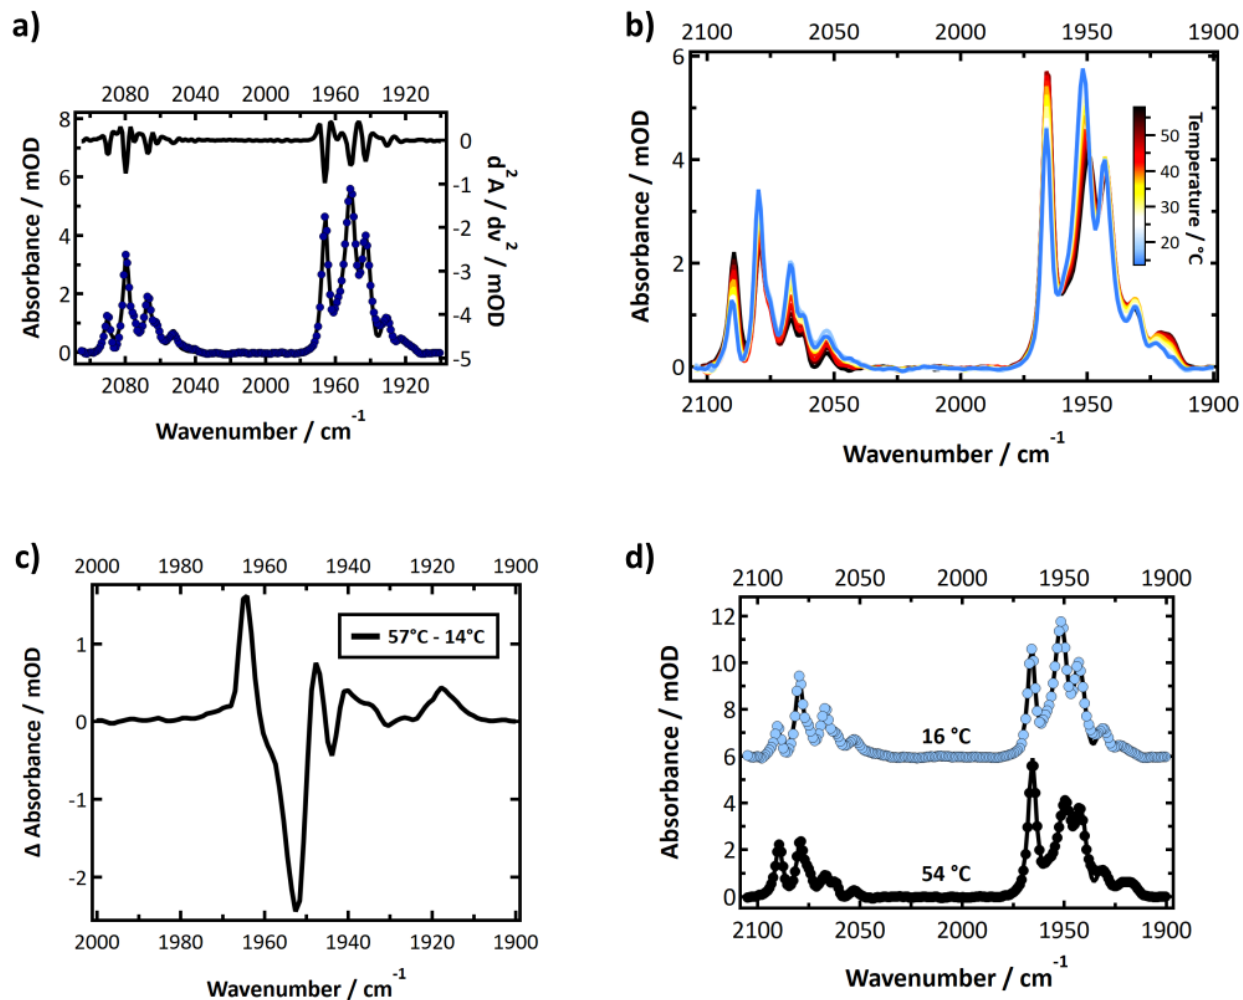 a)
2080 2040 2000 1960 1920
8
6
4
2
0
Absorbance / mOD
0
-1
-2
-3
-4
-5
d²A / dv² / mOD
2080 2040 2000 1960 1920
Wavenumber / cm⁻¹
b)
2100 2050 2000 1950 1900
6
4
2
0
Absorbance / mOD
50
40
30
20
Temperature / °C
2100 2050 2000 1950 1900
Wavenumber / cm⁻¹
c)
2000 1980 1960 1940 1920 1900
1
0
-1
-2
Δ Absorbance / mOD
57°C - 14°C
2000 1980 1960 1940 1920 1900
Wavenumber / cm⁻¹
d)
2100 2050 2000 1950 1900
12
10
8
6
4
2
0
Absorbance / mOD
16 °C
54 °C
2100 2050 2000 1950 1900
Wavenumber / cm⁻¹